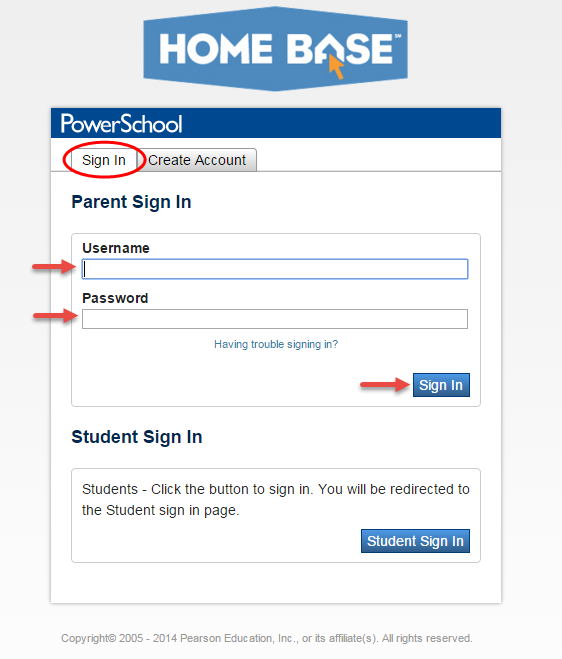 HOME BASE℠
PowerSchool
Sign In Create Account
Parent Sign In
Username
Password
Having trouble signing in?
Sign In
Student Sign In
Students - Click the button to sign in. You will be redirected to
the Student sign in page.
Student Sign In
Copyright© 2005 - 2014 Pearson Education, Inc., or its affiliate(s). All rights reserved.